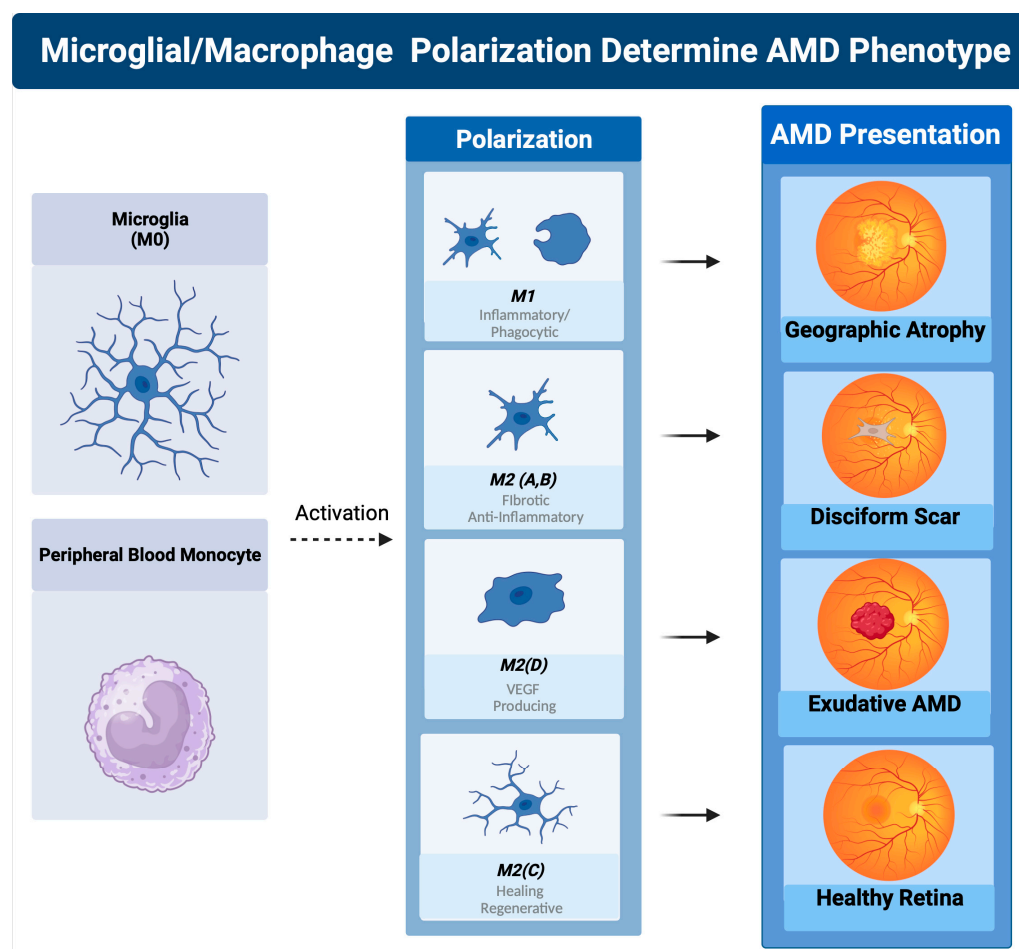 Microglial/Macrophage Polarization Determine AMD Phenotype
Microglia
(M0)
Peripheral Blood Monocyte
Activation
Polarization
M1
Inflammatory/
Phagocytic
M2 (A,B)
FIbrotic
Anti-Inflammatory
M2(D)
VEGF
Producing
M2(C)
Healing
Regenerative
AMD Presentation
Geographic Atrophy
Disciform Scar
Exudative AMD
Healthy Retina